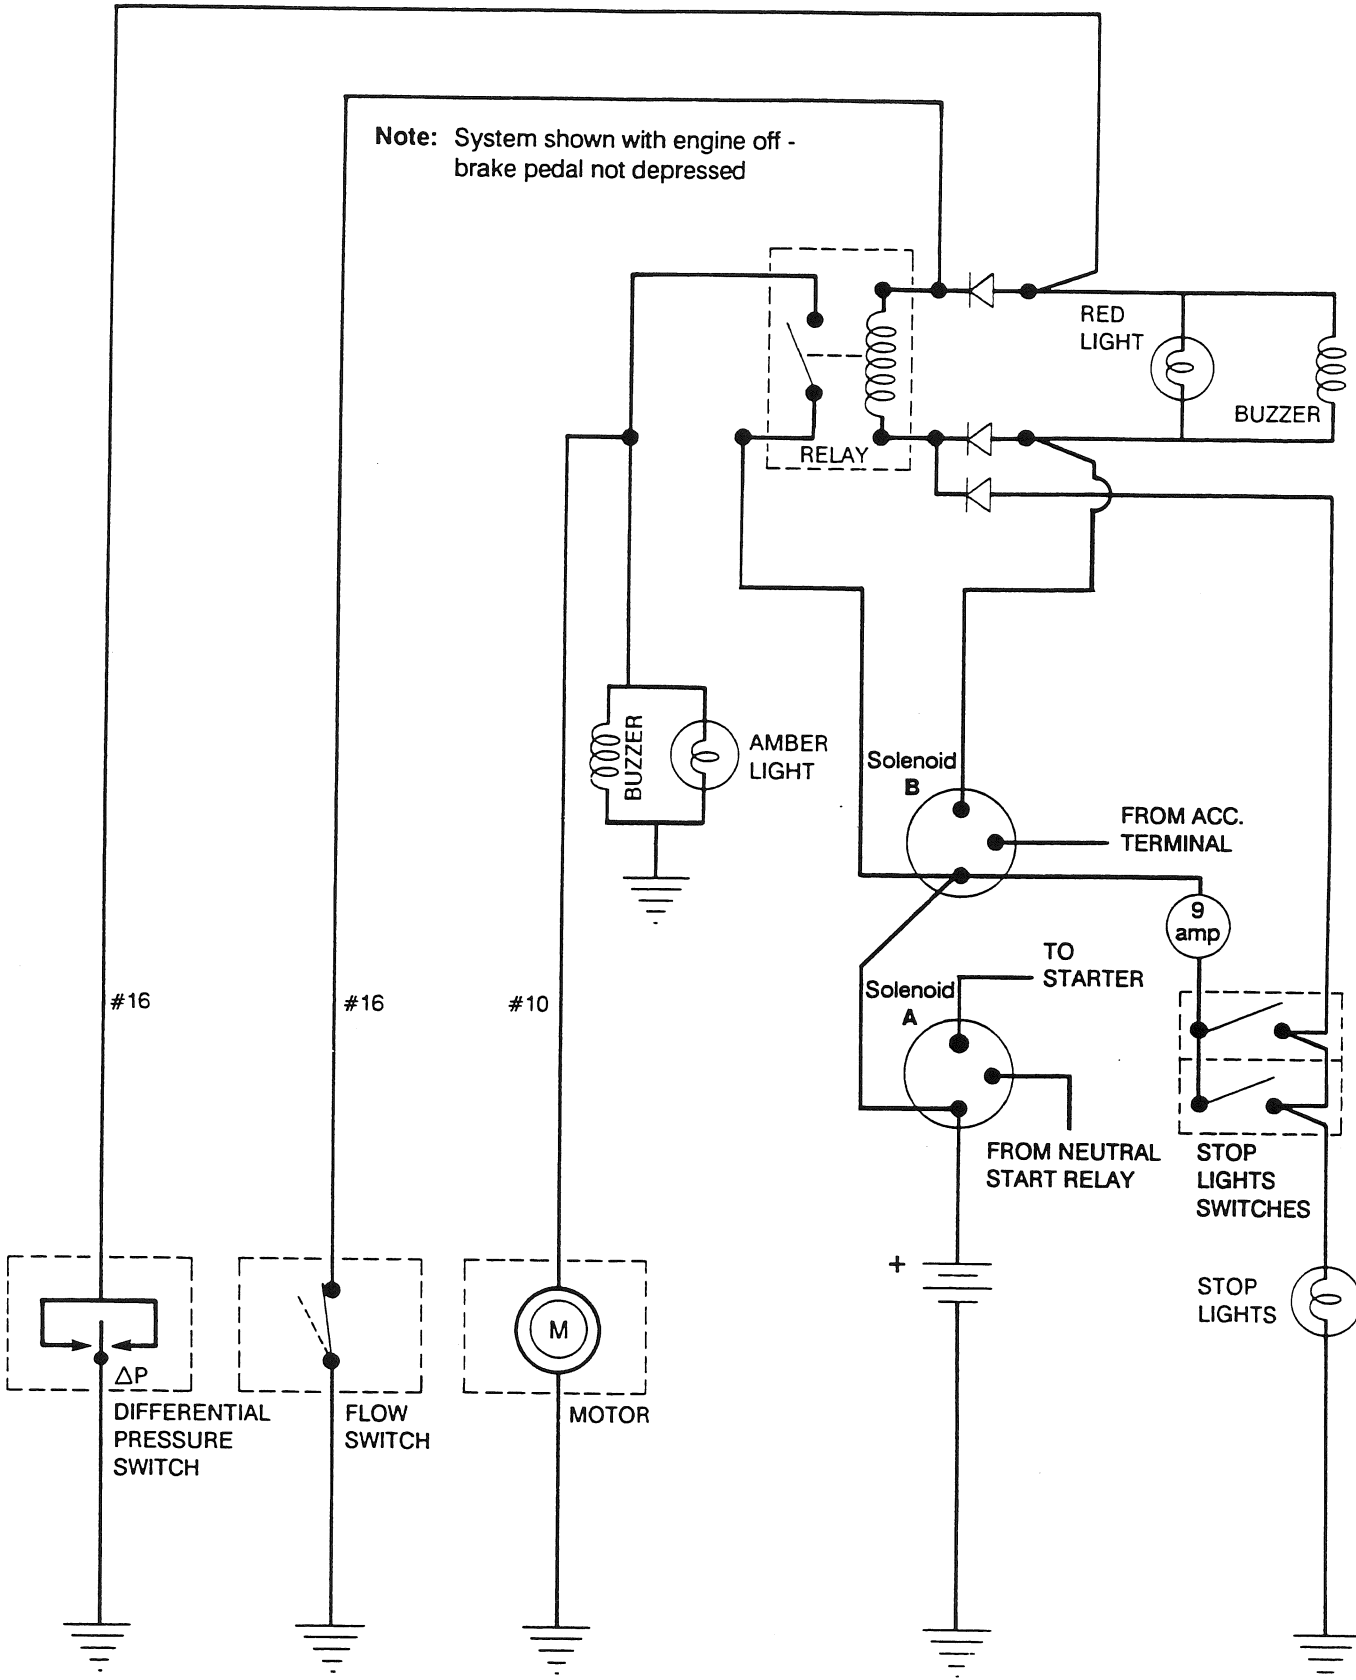 Note: System shown with engine off -
brake pedal not depressed
RED
LIGHT
BUZZER
RELAY
BUZZER
AMBER
LIGHT
Solenoid
B
FROM ACC.
TERMINAL
9
amp
TO
STARTER
Solenoid
A
#16
#16
#10
FROM NEUTRAL
START RELAY
STOP
LIGHTS
SWITCHES
+
STOP
LIGHTS
M
ΔP
DIFFERENTIAL
PRESSURE
SWITCH
FLOW
SWITCH
MOTOR